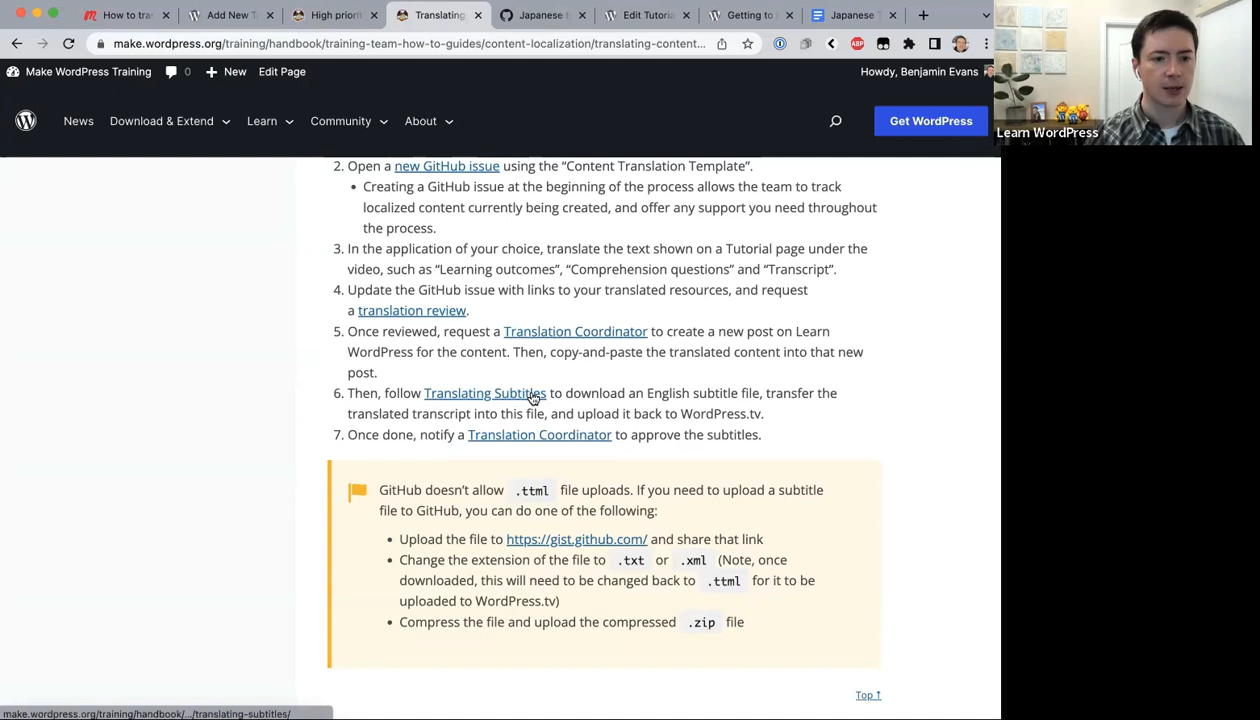 How to tra
Add New T
High priorit
Translating
Japanese t
Edit Tutoria
Getting to
Japanese T
make.wordpress.org/training/handbook/training-team-how-to-guides/content-localization/translating-content...
Make WordPress Training
0
New
Edit Page
Howdy, Benjamin Evans
News
Download & Extend
Learn
Community
About
Get WordPress
Learn WordPress
2. Open a new GitHub issue using the “Content Translation Template”.
Creating a GitHub issue at the beginning of the process allows the team to track
localized content currently being created, and offer any support you need throughout
the process.
3. In the application of your choice, translate the text shown on a Tutorial page under the
video, such as “Learning outcomes”, “Comprehension questions” and “Transcript”.
4. Update the GitHub issue with links to your translated resources, and request
a translation review.
5. Once reviewed, request a Translation Coordinator to create a new post on Learn
WordPress for the content. Then, copy-and-paste the translated content into that new
post.
6. Then, follow Translating Subtitles to download an English subtitle file, transfer the
translated transcript into this file, and upload it back to WordPress.tv.
7. Once done, notify a Translation Coordinator to approve the subtitles.
GitHub doesn’t allow .ttml file uploads. If you need to upload a subtitle
file to GitHub, you can do one of the following:
Upload the file to https://gist.github.com/ and share that link
Change the extension of the file to .txt or .xml (Note, once
downloaded, this will need to be changed back to .ttml for it to be
uploaded to WordPress.tv)
Compress the file and upload the compressed .zip file
Top ↑
make.wordpress.org/training/handbook/.../translating-subtitles/